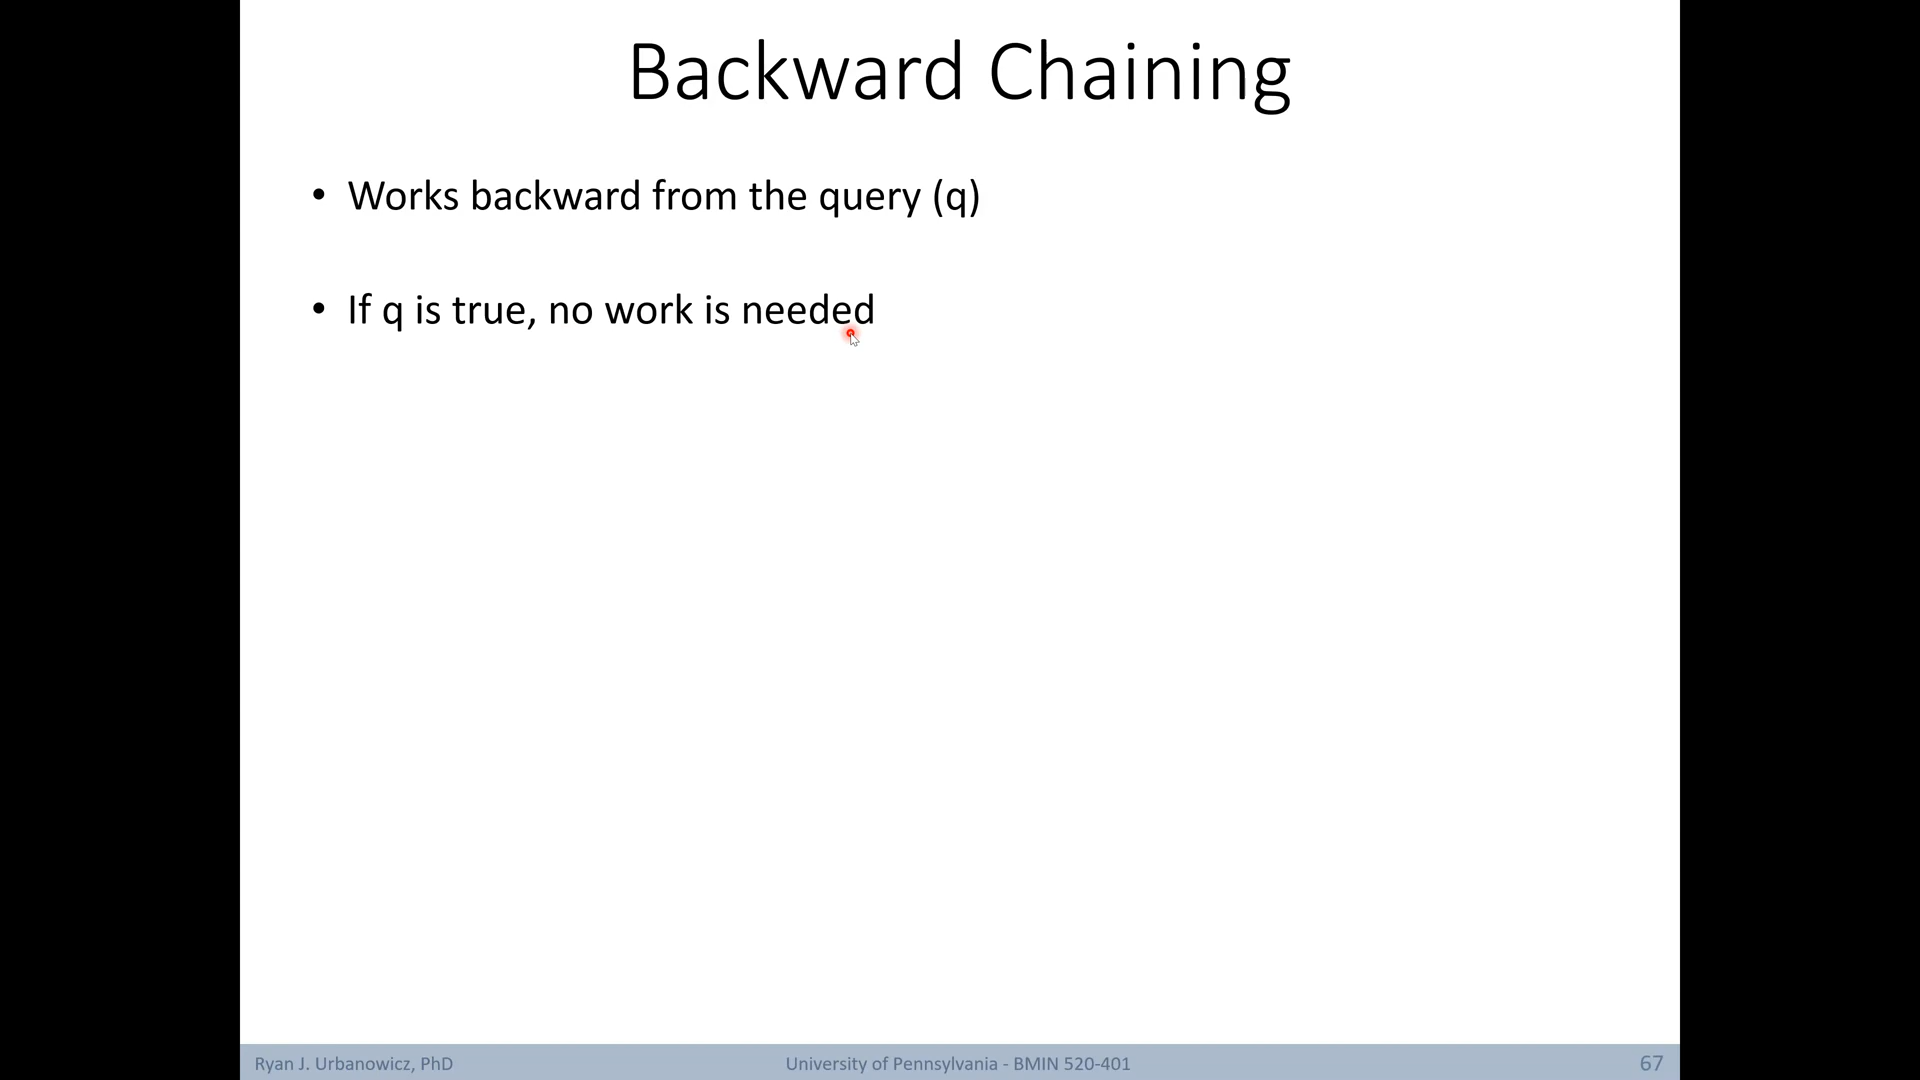 Backward Chaining
• Works backward from the query (q)
• If q is true, no work is needed
Ryan J. Urbanowicz, PhD
University of Pennsylvania - BMIN 520-401
67